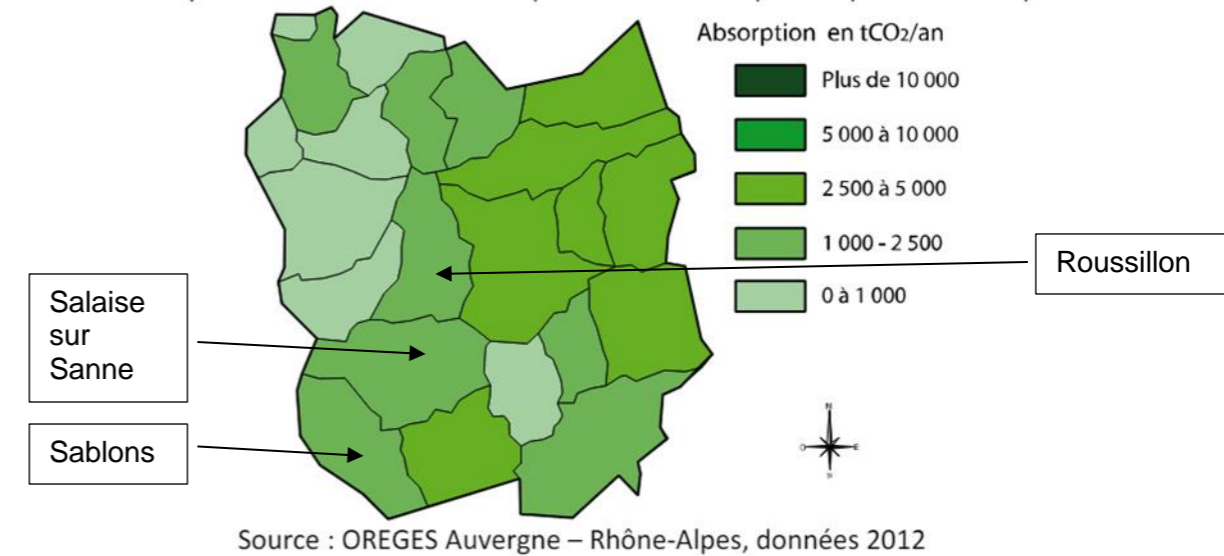 Absorption en tCO2/an
Plus de 10 000
5 000 à 10 000
2 500 à 5 000
1 000 - 2 500
0 à 1 000
Roussillon
Salaise
sur
Sanne
Sablons
N
O
E
S
Source : OREGES Auvergne – Rhône-Alpes, données 2012